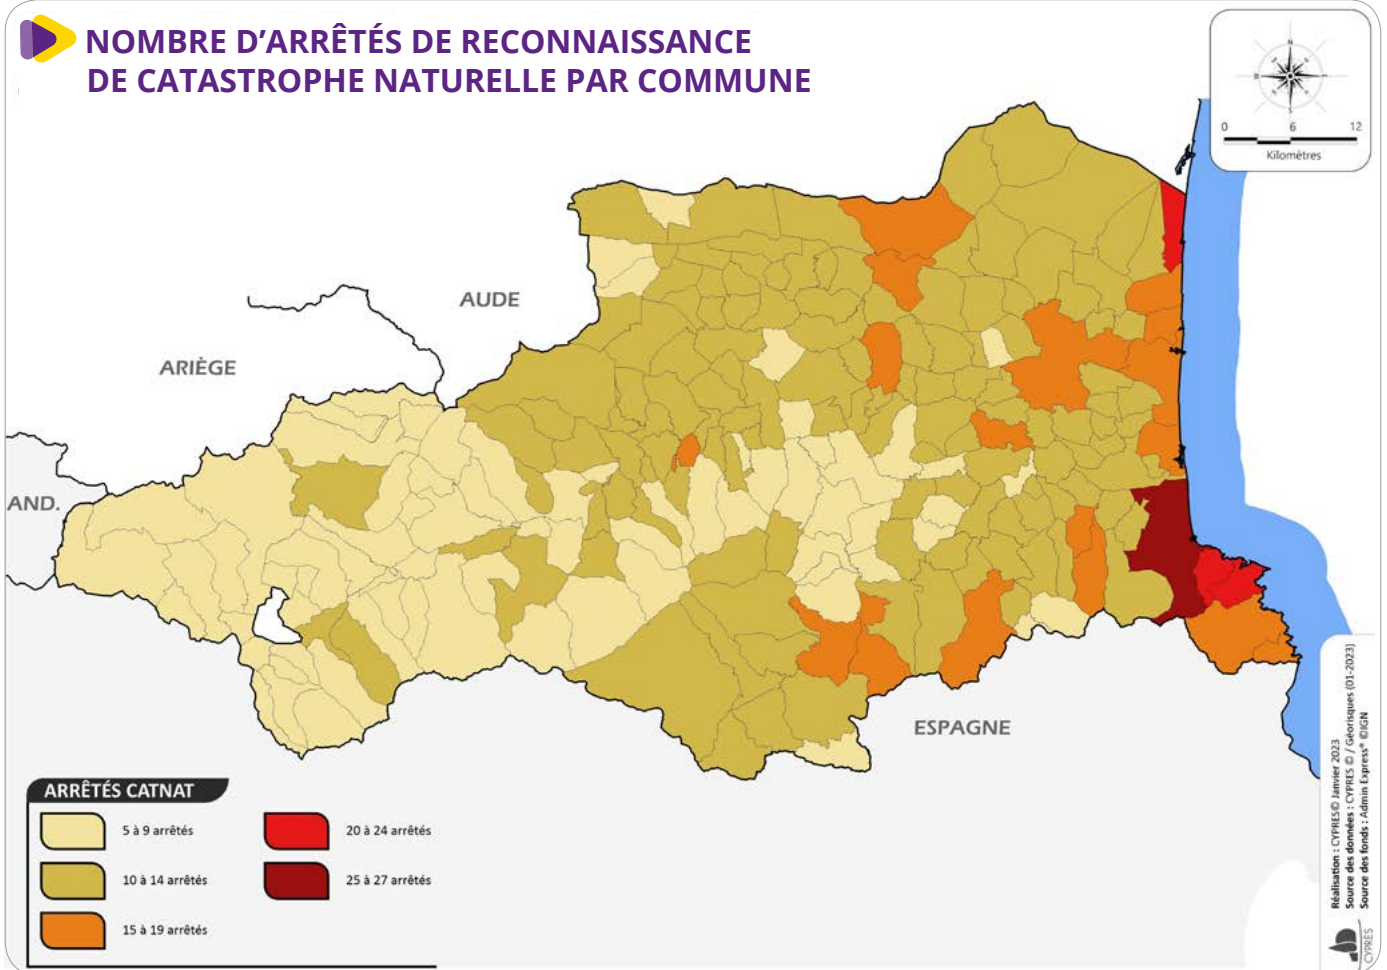 NOMBRE D'ARRÊTÉS DE RECONNAISSANCE
DE CATASTROPHE NATURELLE PAR COMMUNE
N
S
0 6 12
Kilomètres
AUDE
ARIÈGE
AND.
ESPAGNE
ARRÊTÉS CATNAT
5 à 9 arrêtés
10 à 14 arrêtés
15 à 19 arrêtés
20 à 24 arrêtés
25 à 27 arrêtés
Réalisation : CYPRES© Janvier 2023
Source des données : CYPRES © / Géorisques (01-2023)
Source des fonds : Admin Express® ©IGN
CYPRÈS